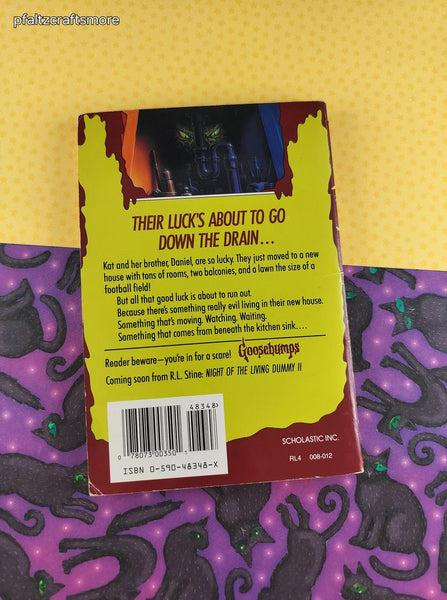 pfaltzcraftsmore
THEIR LUCK'S ABOUT TO GO
DOWN THE DRAIN...
Kat and her brother, Daniel, are so lucky. They just moved to a new
house with tons of rooms, two balconies, and a lawn the size of a
football field!
But all that good luck is about to run out.
Because there's something really evil living in their new house.
Something that's moving. Watching. Waiting.
Something that comes from beneath the kitchen sink....
Reader beware—you're in for a scare! Goosebumps
Coming soon from R.L. Stine: NIGHT OF THE LIVING DUMMY II
48348>
0 78073 00350 1
ISBN 0-590-48348-X
SCHOLASTIC INC.
RL4 008-012